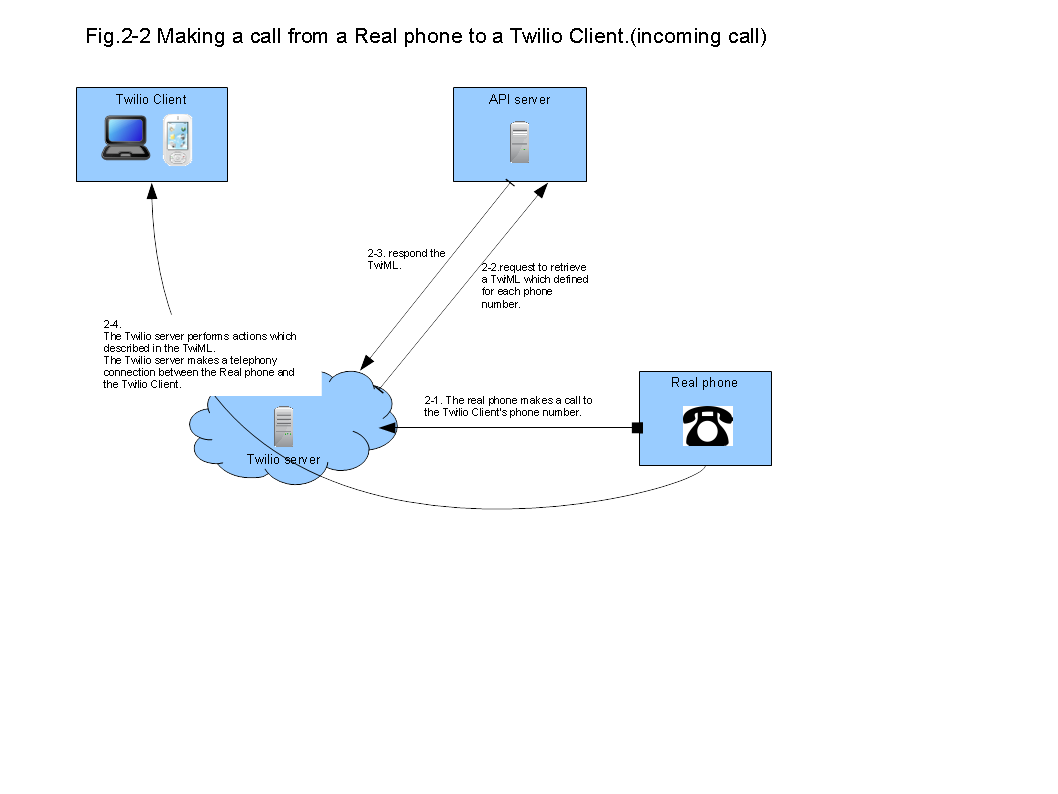 Fig.2-2 Making a call from a Real phone to a Twilio Client.(incoming call)
Twilio Client
API server
2-3. respond the
TwiML.
2-2.request to retrieve
a TwiML which defined
for each phone
number.
2-4.
The Twilio server performs actions which
described in the TwiML.
The Twilio server makes a telephony
connection between the Real phone and
the Twilio Client.
2-1. The real phone makes a call to
the Twilio Client's phone number.
Real phone
Twilio server